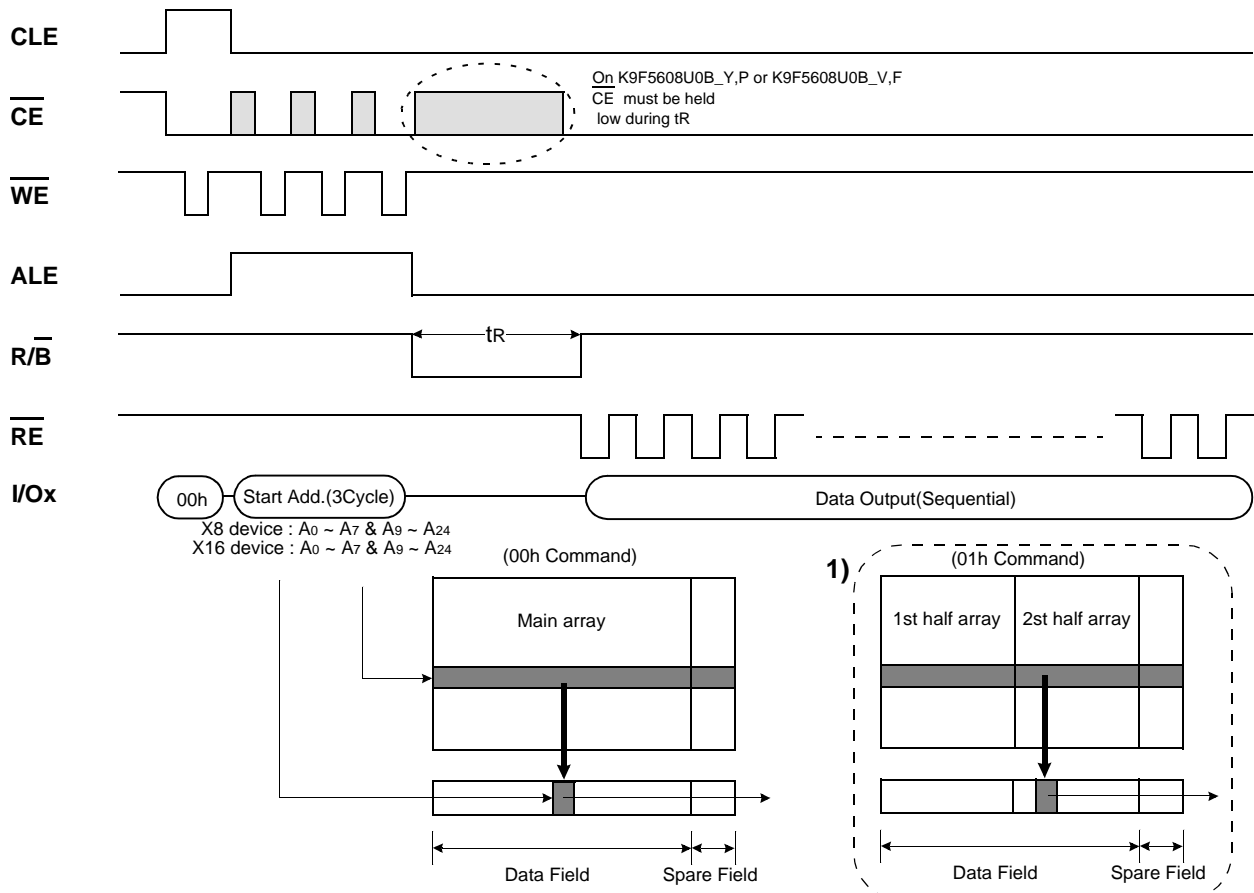 CLE
On K9F5608U0B_Y,P or K9F5608U0B_V,F
CE must be held
low during tR
CE
WE
ALE
R/B
tR
RE
I/Ox
00h
Start Add.(3Cycle)
Data Output(Sequential)
X8 device : A0 ~ A7 & A9 ~ A24
X16 device : A0 ~ A7 & A9 ~ A24
(00h Command)
Main array
Data Field
Spare Field
1)
(01h Command)
1st half array
2st half array
Data Field
Spare Field